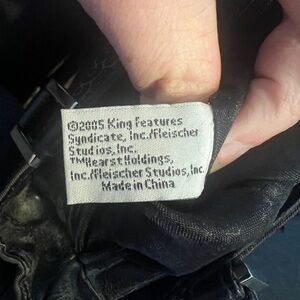 ©2005 King Features
Syndicate, Inc./Fleischer
Studios, Inc.
™Hearst Holdings,
Inc./Fleischer Studios, Inc
Made in China